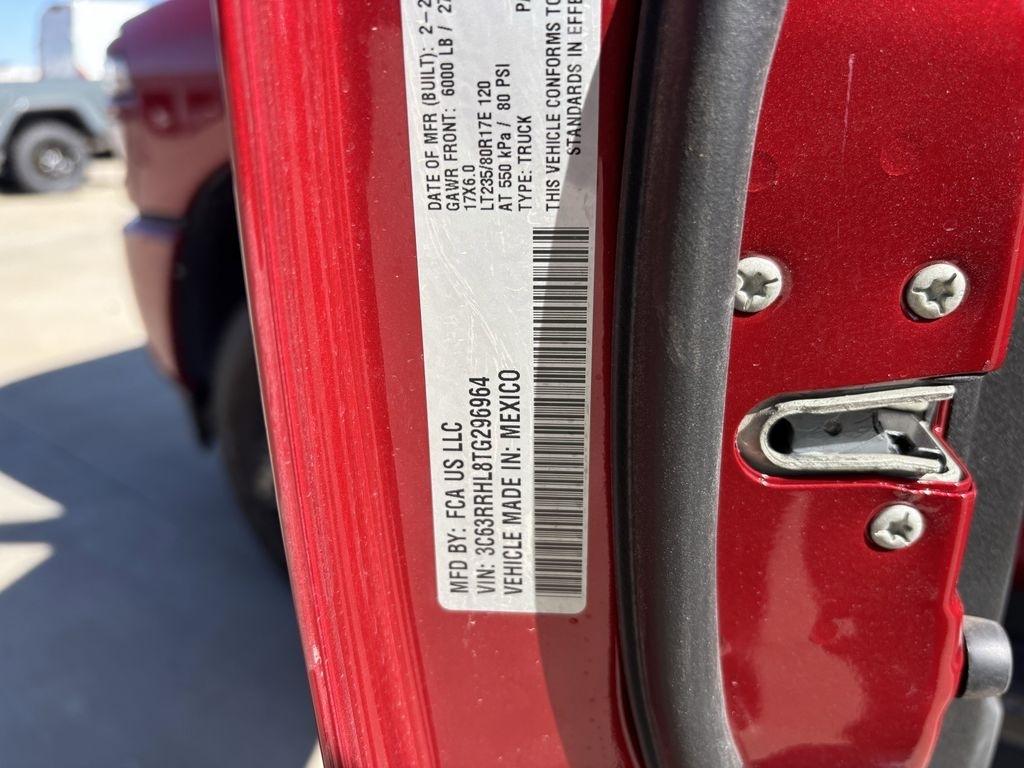 DATE OF MFR (BUILT): 2-2
GAWR FRONT: 6000 LB / 27
17X6.0
LT235/80R17E 120
AT 550 kPa / 80 PSI
TYPE: TRUCK
THIS VEHICLE CONFORMS TO
STANDARDS IN EFFE
MFD BY: FCA US LLC
VIN: 3C63RRHL8TG296964
VEHICLE MADE IN: MEXICO